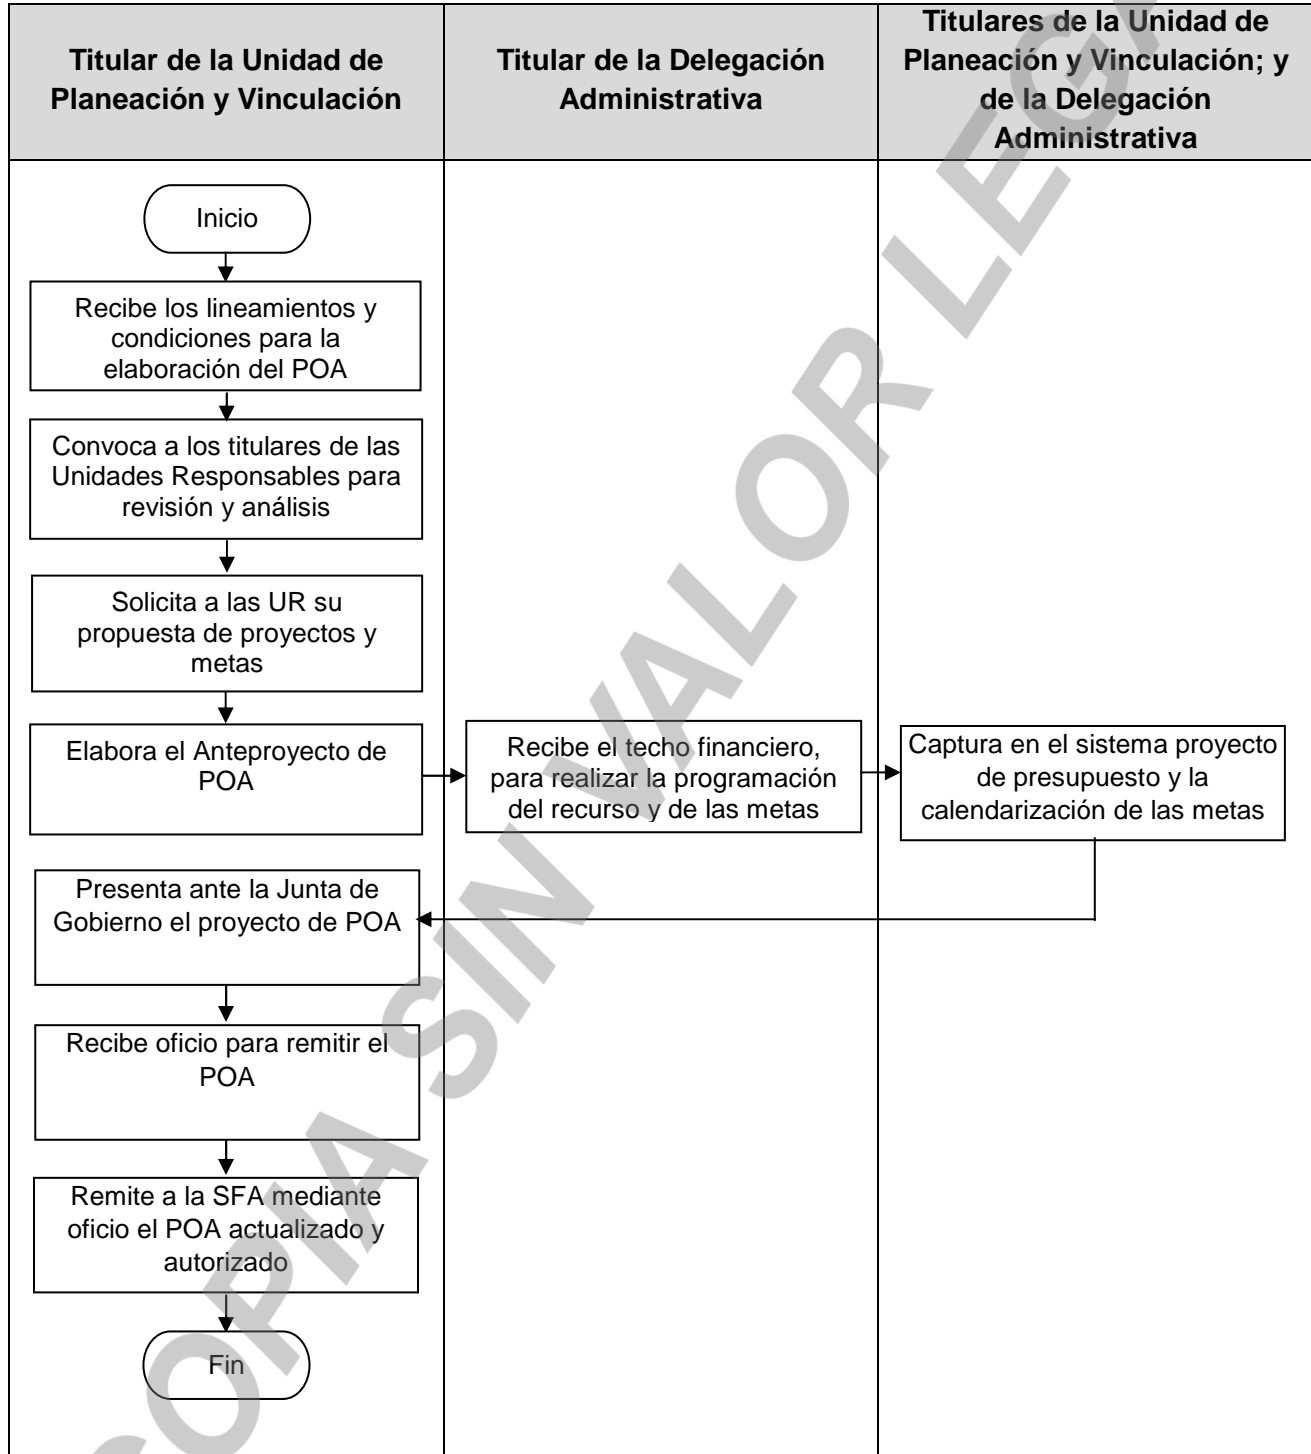 Titular de la Unidad de
Planeación y Vinculación
Titular de la Delegación
Administrativa
Titulares de la Unidad de
Planeación y Vinculación; y
de la Delegación
Administrativa
Inicio
Recibe los lineamientos y
condiciones para la
elaboración del POA
Convoca a los titulares de las
Unidades Responsables para
revisión y análisis
Solicita a las UR su
propuesta de proyectos y
metas
Elabora el Anteproyecto de
POA
Recibe el techo financiero,
para realizar la programación
del recurso y de las metas
Captura en el sistema proyecto
de presupuesto y la
calendarización de las metas
Presenta ante la Junta de
Gobierno el proyecto de POA
Recibe oficio para remitir el
POA
Remite a la SFA mediante
oficio el POA actualizado y
autorizado
Fin
COPIA SIN VALOR LEGA